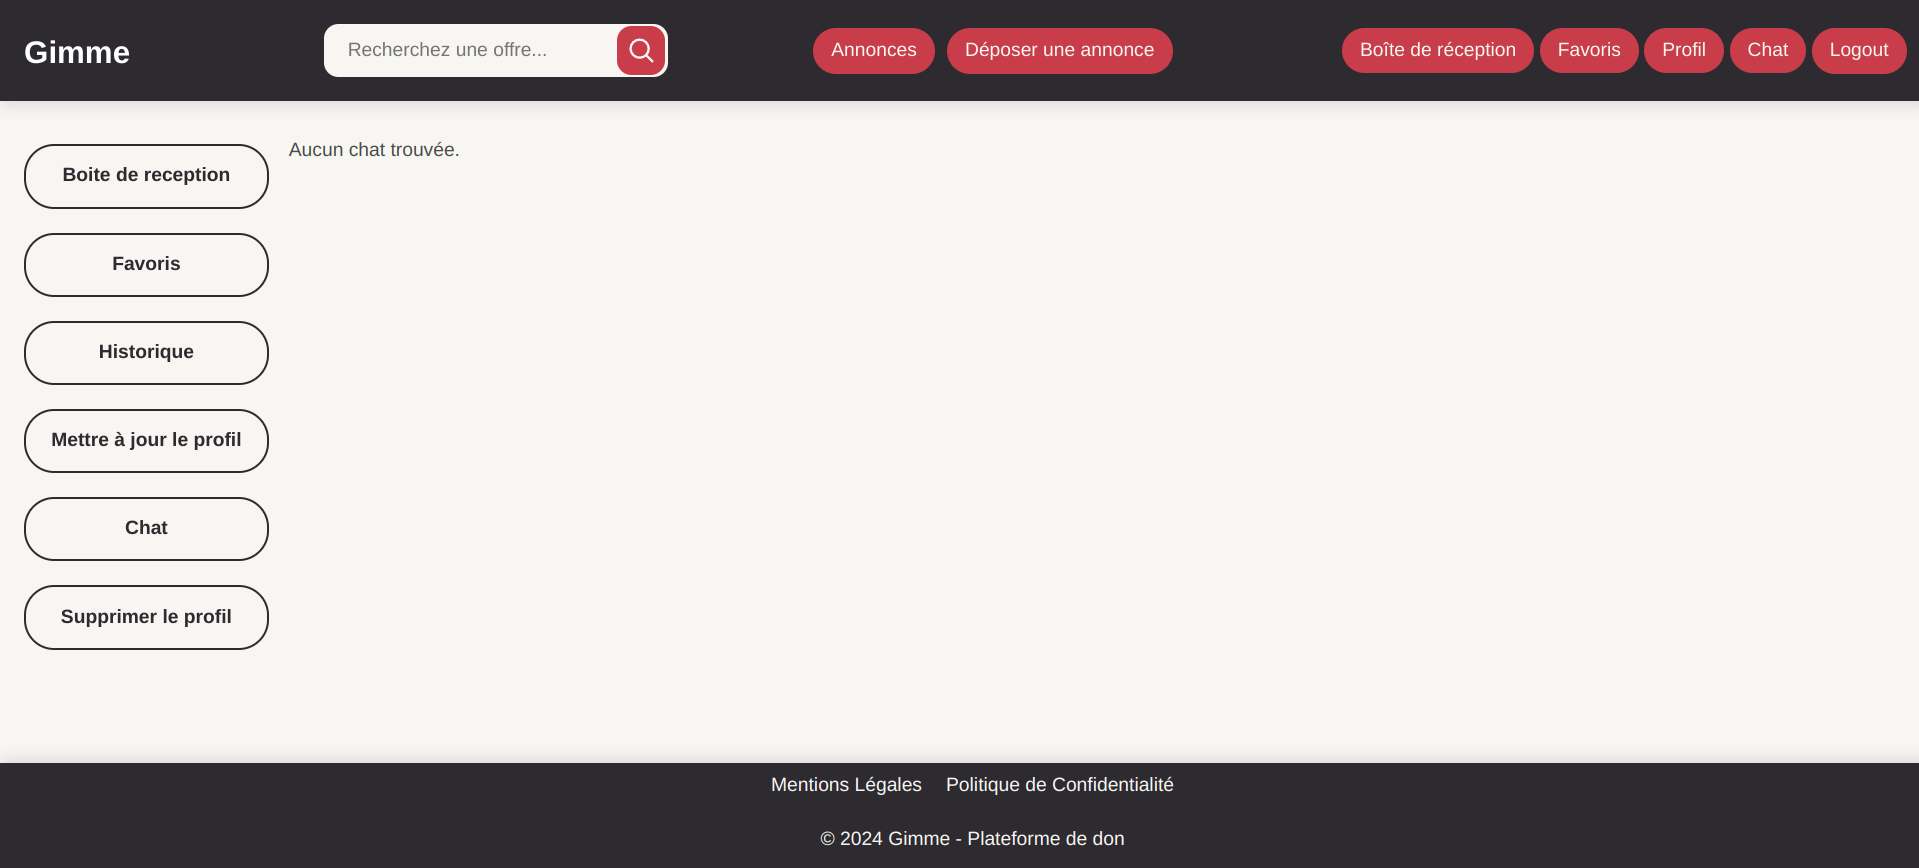 Gimme
Recherchez une offre...
Annonces
Déposer une annonce
Boîte de réception
Favoris
Profil
Chat
Logout
Boite de reception
Favoris
Historique
Mettre à jour le profil
Chat
Supprimer le profil
Aucun chat trouvée.
Mentions Légales
Politique de Confidentialité
© 2024 Gimme - Plateforme de don